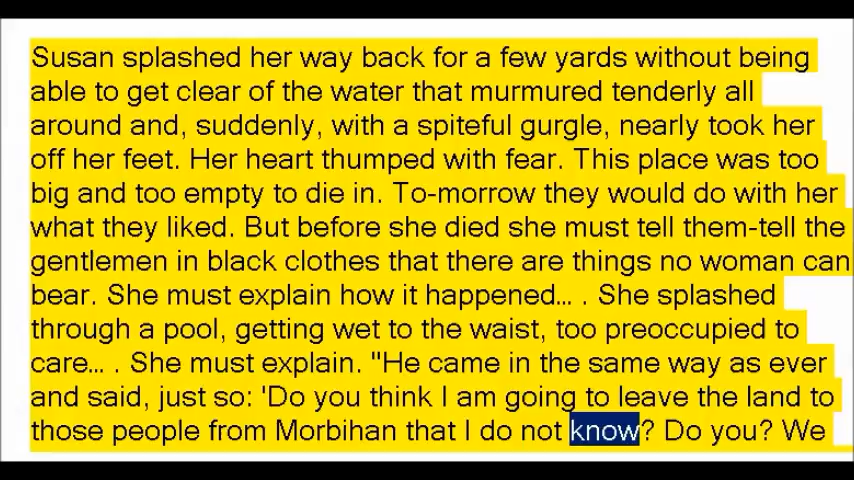 Susan splashed her way back for a few yards without being
able to get clear of the water that murmured tenderly all
around and, suddenly, with a spiteful gurgle, nearly took her
off her feet. Her heart thumped with fear. This place was too
big and too empty to die in. To-morrow they would do with her
what they liked. But before she died she must tell them-tell the
gentlemen in black clothes that there are things no woman can
bear. She must explain how it happened... . She splashed
through a pool, getting wet to the waist, too preoccupied to
care... . She must explain. "He came in the same way as ever
and said, just so: 'Do you think I am going to leave the land to
those people from Morbihan that I do not know? Do you? We